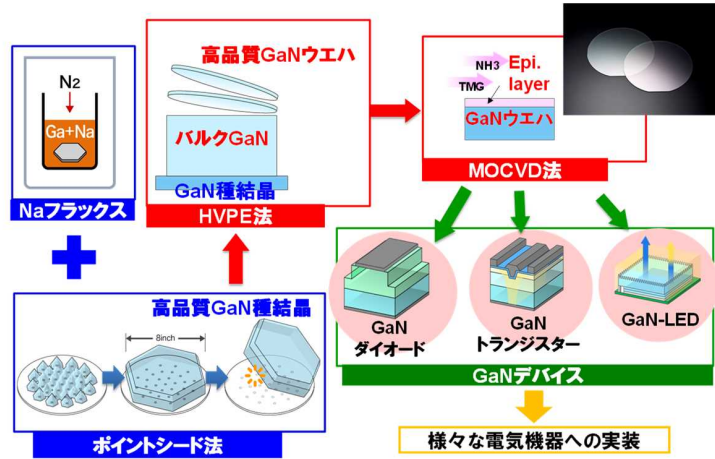 N2
Ga+Na
Naフラックス
高品質GaNウエハ
バルクGaN
GaN種結晶
HVPE法
NH3
TMG
Epi.
layer
GaNウエハ
MOCVD法
高品質GaN種結晶
8inch
ポイントシード法
GaN
ダイオード
GaN
トランジスター
GaN-LED
GaNデバイス
様々な電気機器への実装